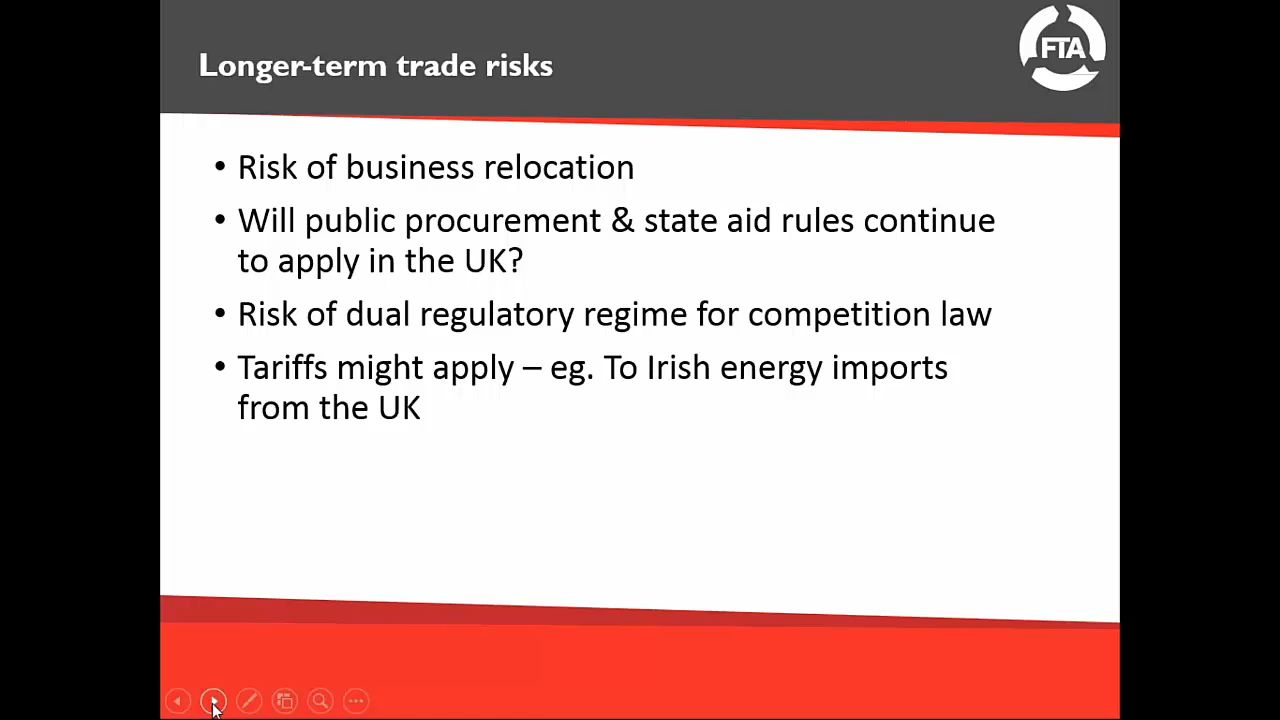 Longer-term trade risks
FTA
• Risk of business relocation
• Will public procurement & state aid rules continue
to apply in the UK?
• Risk of dual regulatory regime for competition law
• Tariffs might apply – eg. To Irish energy imports
from the UK